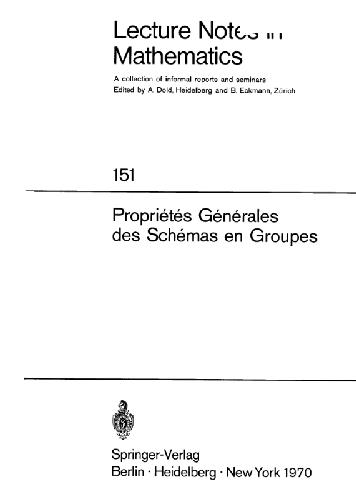 Lecture Notes in
Mathematics
A collection of informal reports and seminars
Edited by A. Dold, Heidelberg and B. Eckmann, Zürich
151
Propriétés Générales
des Schémas en Groupes
Springer-Verlag
Berlin · Heidelberg · New York 1970